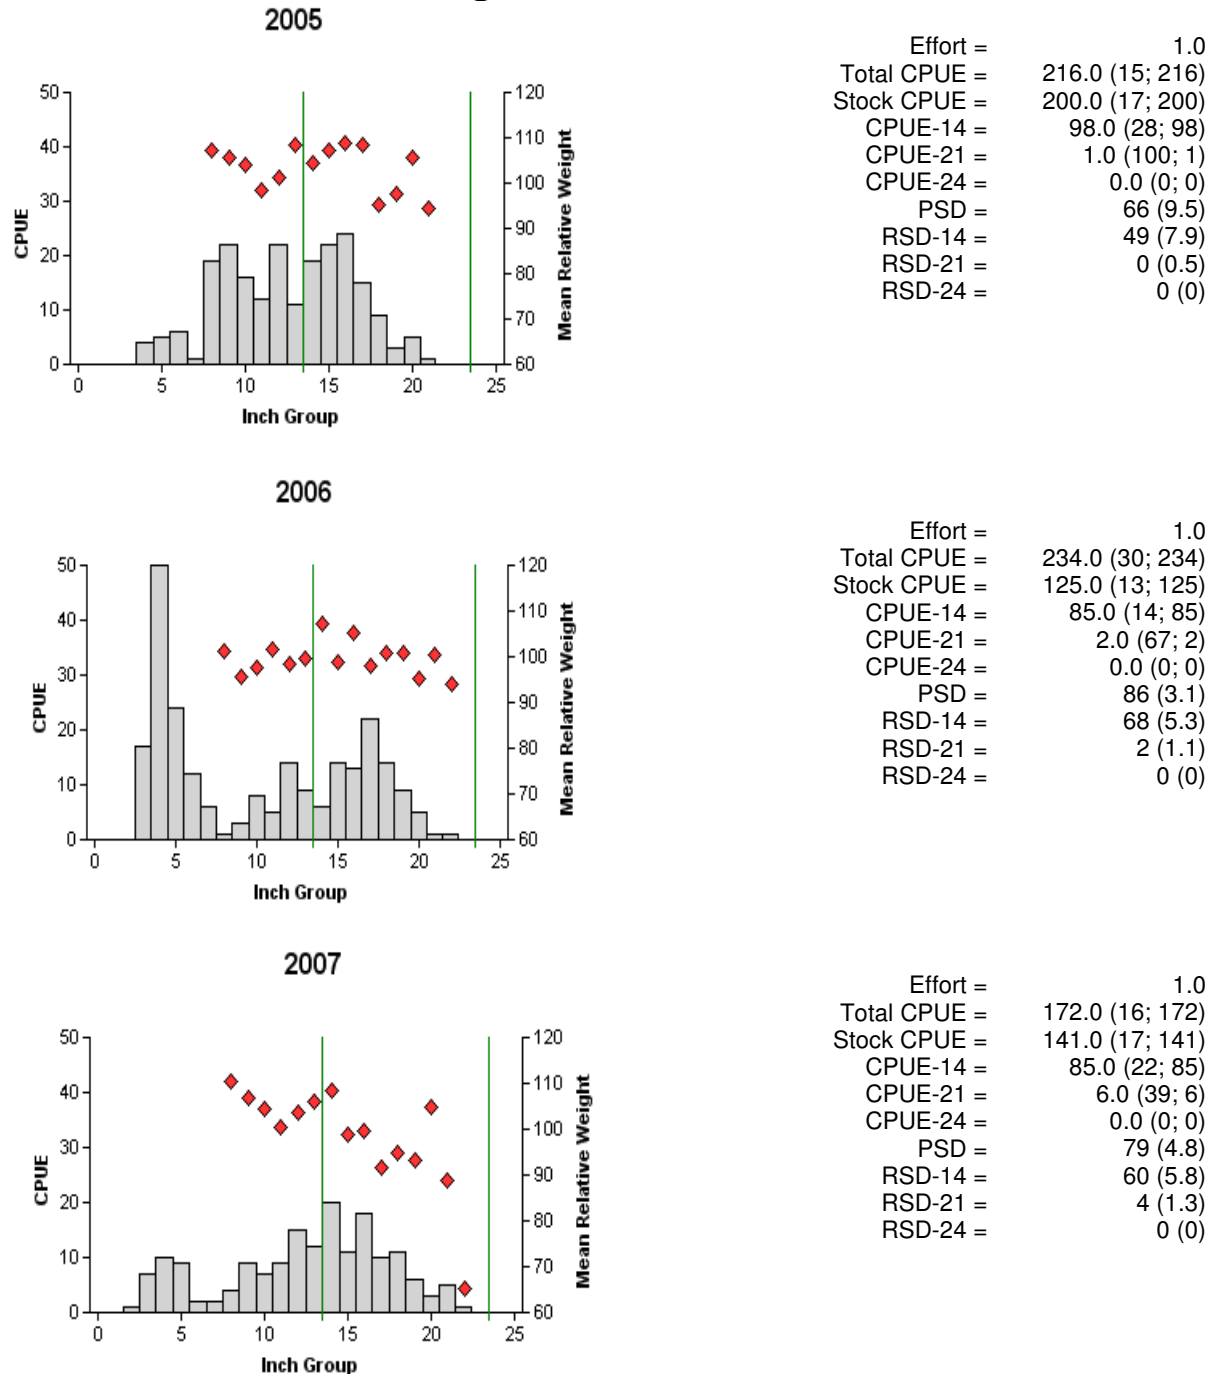 2005
Effort = 1.0
Total CPUE = 216.0 (15; 216)
Stock CPUE = 200.0 (17; 200)
CPUE-14 = 98.0 (28; 98)
CPUE-21 = 1.0 (100; 1)
CPUE-24 = 0.0 (0; 0)
PSD = 66 (9.5)
RSD-14 = 49 (7.9)
RSD-21 = 0 (0.5)
RSD-24 = 0 (0)
50 120
40 110
100
30
90
20
80
10
70
0 60
CPUE
Mean Relative Weight
0 5 10 15 20 25
Inch Group
2006
Effort = 1.0
Total CPUE = 234.0 (30; 234)
Stock CPUE = 125.0 (13; 125)
CPUE-14 = 85.0 (14; 85)
CPUE-21 = 2.0 (67; 2)
CPUE-24 = 0.0 (0; 0)
PSD = 86 (3.1)
RSD-14 = 68 (5.3)
RSD-21 = 2 (1.1)
RSD-24 = 0 (0)
50 120
110
40
100
30
90
20
80
10
70
0 60
CPUE
Mean Relative Weight
0 5 10 15 20 25
Inch Group
2007
Effort = 1.0
Total CPUE = 172.0 (16; 172)
Stock CPUE = 141.0 (17; 141)
CPUE-14 = 85.0 (22; 85)
CPUE-21 = 6.0 (39; 6)
CPUE-24 = 0.0 (0; 0)
PSD = 79 (4.8)
RSD-14 = 60 (5.8)
RSD-21 = 4 (1.3)
RSD-24 = 0 (0)
50 120
110
40
100
30
90
20
80
10
70
0 60
CPUE
Mean Relative Weight
0 5 10 15 20 25
Inch Group